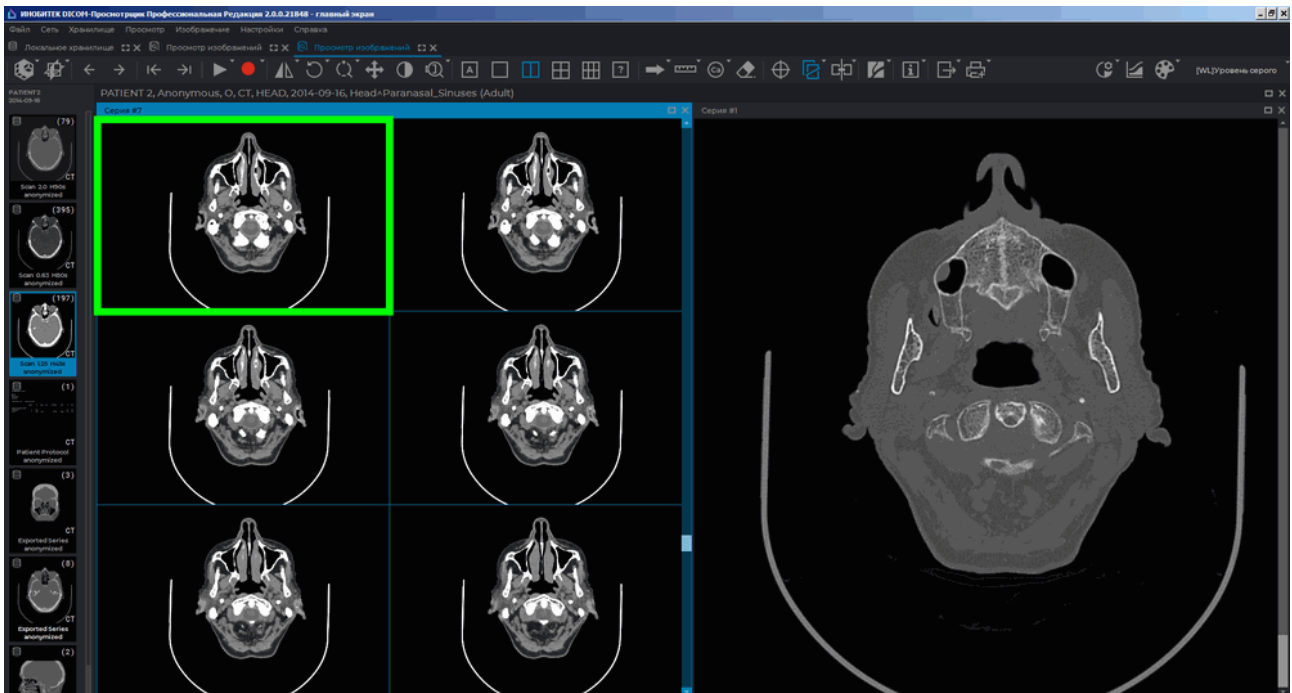 ИНОБИТЕК DICOM-Просмотрщик Профессиональная Редакция 2.0.0.21848 - главный экран
Файл Сеть Хранилище Просмотр Изображение Настройки Справка
Локальное хранилище Просмотр изображений Просмотр изображений
[WL]Уровень серого
PATIENT 2
2014-09-16
PATIENT 2, Anonymous, O, CT, HEAD, 2014-09-16, Head^Paranasal_Sinuses (Adult)
Серия #7
Серия #1
(79)
CT
Scan 2.0 H90s
anonymized
(395)
CT
Scan 0.63 H60s
anonymized
(197)
CT
anonymized
(1)
CT
Patient Protocol
anonymized
(3)
CT
Exported Series
anonymized
(8)
CT
Exported Series
anonymized
(2)